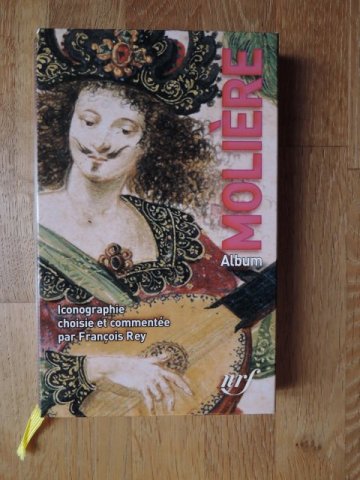 MOLIÈRE
Album
Iconographie
choisie et commentée
par François Rey
nrf